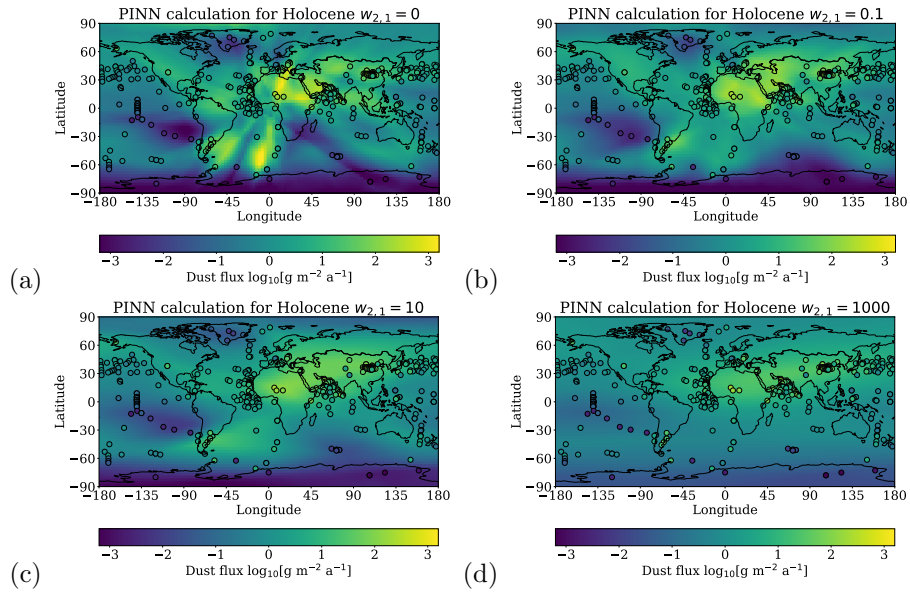 PINN calculation for Holocene w2,1 = 0
90
60
30
0
−30
−60
−90
Latitude
−180 −135 −90 −45 0 45 90 135 180
Longitude
−3 −2 −1 0 1 2 3
Dust flux log10[g m−2 a−1]
(a)
PINN calculation for Holocene w2,1 = 0.1
90
60
30
0
−30
−60
−90
Latitude
−180 −135 −90 −45 0 45 90 135 180
Longitude
−3 −2 −1 0 1 2 3
Dust flux log10[g m−2 a−1]
(b)
PINN calculation for Holocene w2,1 = 10
90
60
30
0
−30
−60
−90
Latitude
−180 −135 −90 −45 0 45 90 135 180
Longitude
−3 −2 −1 0 1 2 3
Dust flux log10[g m−2 a−1]
(c)
PINN calculation for Holocene w2,1 = 1000
90
60
30
0
−30
−60
−90
Latitude
−180 −135 −90 −45 0 45 90 135 180
Longitude
−3 −2 −1 0 1 2 3
Dust flux log10[g m−2 a−1]
(d)